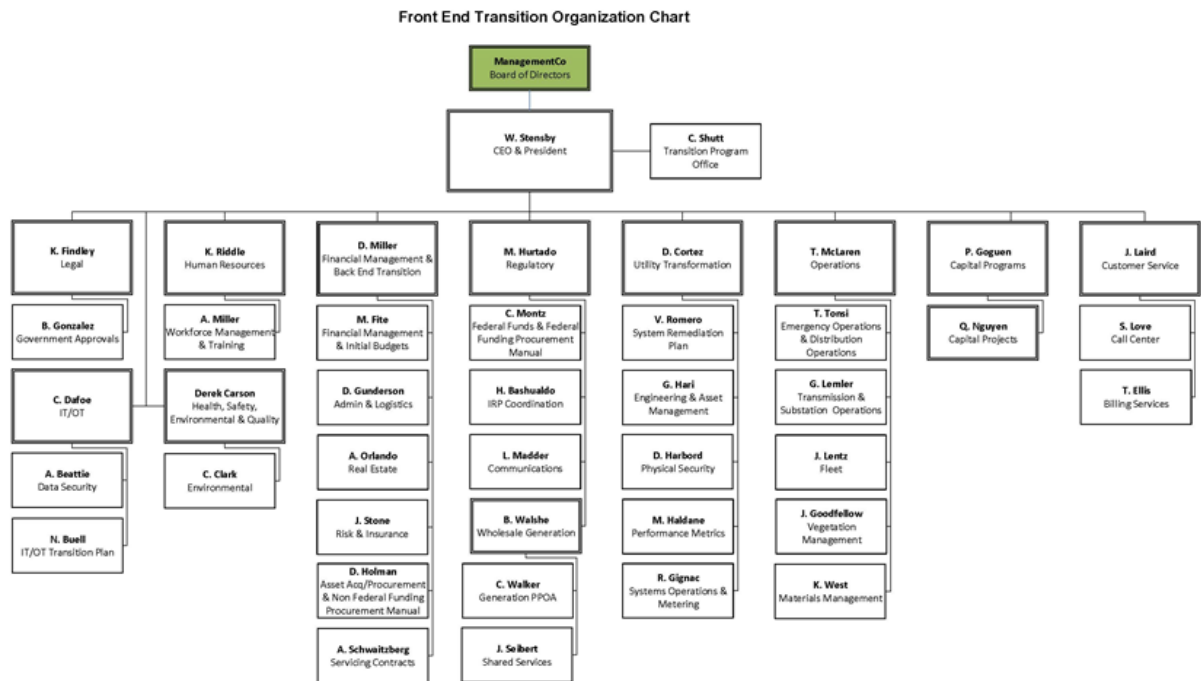 Front End Transition Organization Chart
ManagementCo
Board of Directors
W. Stensby
CEO & President
C. Shutt
Transition Program
Office
K. Findley
Legal
K. Riddle
Human Resources
D. Miller
Financial Management &
Back End Transition
M. Hurtado
Regulatory
D. Cortez
Utility Transformation
T. McLaren
Operations
P. Goguen
Capital Programs
J. Laird
Customer Service
B. Gonzalez
Government Approvals
A. Miller
Workforce Management
& Training
M. Fite
Financial Management
& Initial Budgets
C. Montz
Federal Funds & Federal
Funding Procurement
Manual
V. Romero
System Remediation
Plan
T. Tonsi
Emergency Operations
& Distribution
Operations
Q. Nguyen
Capital Projects
S. Love
Call Center
C. Dafoe
IT/OT
Derek Carson
Health, Safety,
Environmental & Quality
D. Gunderson
Admin & Logistics
H. Bashualdo
IRP Coordination
G. Hari
Engineering & Asset
Management
G. Lemler
Transmission &
Substation Operations
T. Ellis
Billing Services
A. Beattie
Data Security
C. Clark
Environmental
A. Orlando
Real Estate
L. Madder
Communications
D. Harbord
Physical Security
J. Lentz
Fleet
N. Buell
IT/OT Transition Plan
J. Stone
Risk & Insurance
B. Walshe
Wholesale Generation
M. Haldane
Performance Metrics
J. Goodfellow
Vegetation
Management
D. Holman
Asset Acq/Procurement
& Non Federal Funding
Procurement Manual
C. Walker
Generation PPOA
R. Gignac
Systems Operations &
Metering
K. West
Materials Management
A. Schwaitzberg
Servicing Contracts
J. Seibert
Shared Services